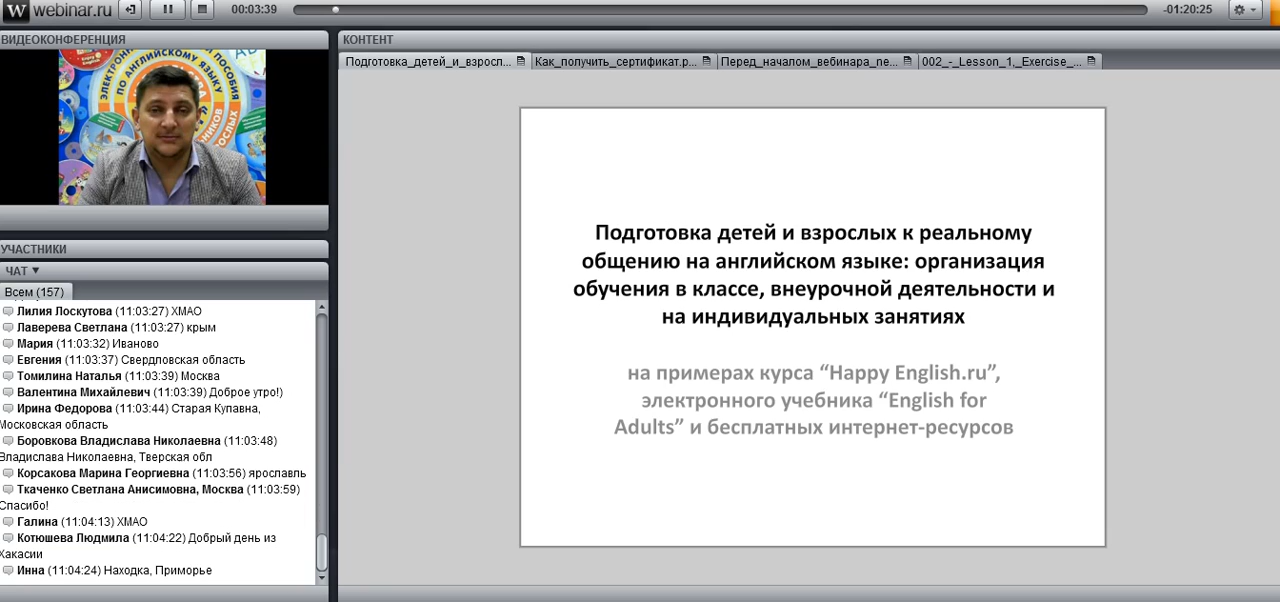 W webinar.ru
00:03:39
-01:20:25
ВИДЕОКОНФЕРЕНЦИЯ
ЭЛЕКТРОН
ПО АНГЛИЙСКОМУ ЯЗЫКУ
ПОСОБИЯ
УЧАСТНИКИ
ЧАТ
Всем (157)
Лилия Лоскутова (11:03:27) ХМАО
Лаверева Светлана (11:03:27) крым
Мария (11:03:32) Иваново
Евгения (11:03:37) Свердловская область
Томилина Наталья (11:03:39) Москва
Валентина Михайлевич (11:03:39) Доброе утро!)
Ирина Федорова (11:03:44) Старая Купавна,
Московская область
Боровкова Владислава Николаевна (11:03:48)
Владислава Николаевна, Тверская обл
Корсакова Марина Георгиевна (11:03:56) ярославль
Ткаченко Светлана Анисимовна, Москва (11:03:59)
Спасибо!
Галина (11:04:13) ХМАО
Котюшева Людмила (11:04:22) Добрый день из
Хакасии
Инна (11:04:24) Находка, Приморье
КОНТЕНТ
Подготовка_детей_и_взросл...
Как_получить_сертификат.p...
Перед_началом_вебинара_пе...
002_-_Lesson_1,_Exercise_...
Подготовка детей и взрослых к реальному
общению на английском языке: организация
обучения в классе, внеурочной деятельности и
на индивидуальных занятиях
на примерах курса “Happy English.ru”,
электронного учебника “English for
Adults” и бесплатных интернет-ресурсов